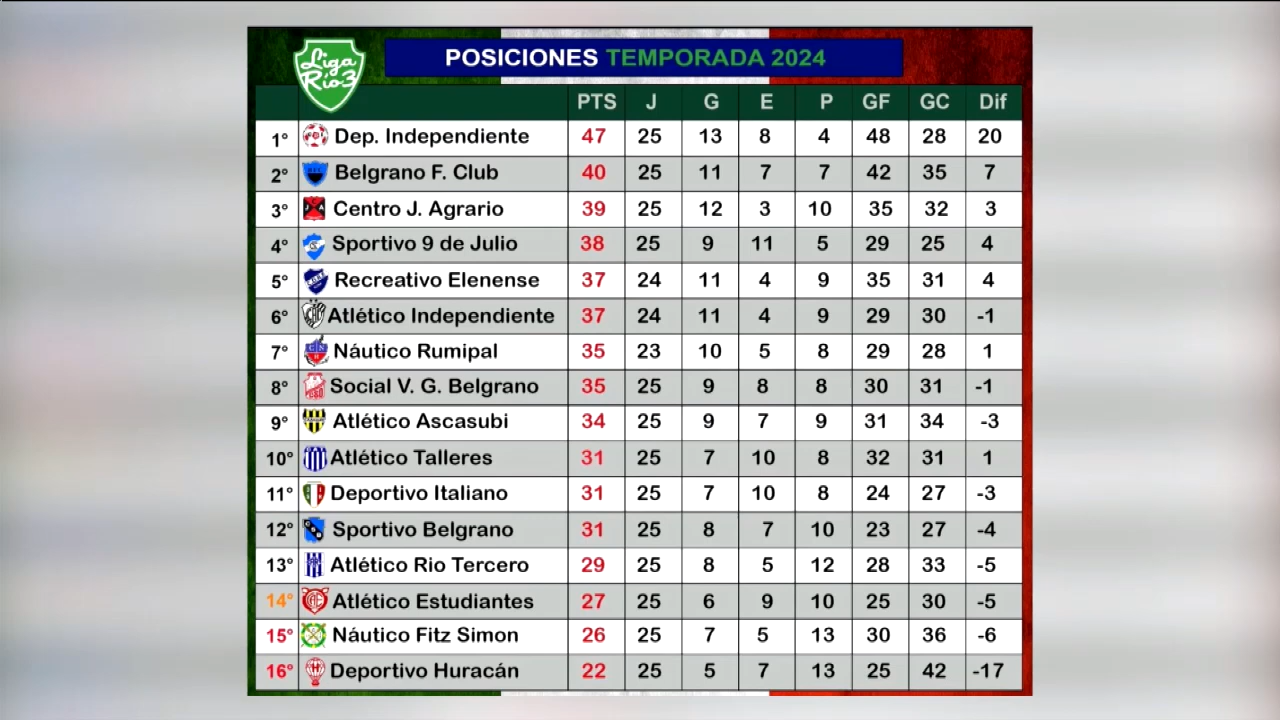 Liga
Río3
POSICIONES TEMPORADA 2024
PTS J G E P GF GC Dif
1° Dep. Independiente 47 25 13 8 4 48 28 20
2° Belgrano F. Club 40 25 11 7 7 42 35 7
3° Centro J. Agrario 39 25 12 3 10 35 32 3
4° Sportivo 9 de Julio 38 25 9 11 5 29 25 4
5° Recreativo Elenense 37 24 11 4 9 35 31 4
6° Atlético Independiente 37 24 11 4 9 29 30 -1
7° Náutico Rumipal 35 23 10 5 8 29 28 1
8° Social V. G. Belgrano 35 25 9 8 8 30 31 -1
9° Atlético Ascasubi 34 25 9 7 9 31 34 -3
10° Atlético Talleres 31 25 7 10 8 32 31 1
11° Deportivo Italiano 31 25 7 10 8 24 27 -3
12° Sportivo Belgrano 31 25 8 7 10 23 27 -4
13° Atlético Rio Tercero 29 25 8 5 12 28 33 -5
14° Atlético Estudiantes 27 25 6 9 10 25 30 -5
15° Náutico Fitz Simon 26 25 7 5 13 30 36 -6
16° Deportivo Huracán 22 25 5 7 13 25 42 -17